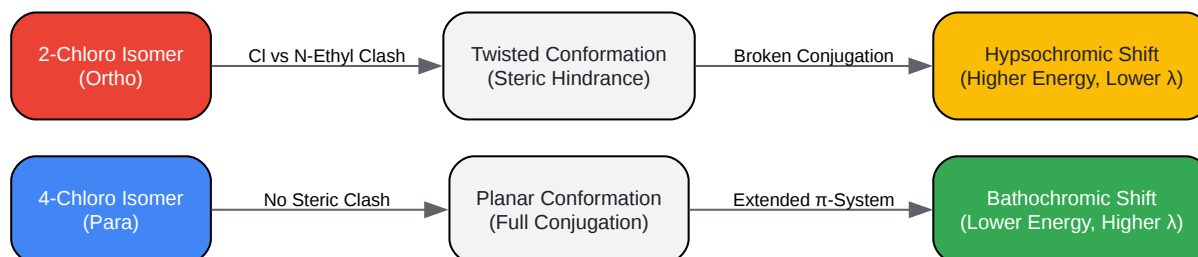 2-Chloro Isomer
(Ortho)
Cl vs N-Ethyl Clash
Twisted Conformation
(Steric Hindrance)
Broken Conjugation
Hypsochromic Shift
(Higher Energy, Lower λ)
4-Chloro Isomer
(Para)
No Steric Clash
Planar Conformation
(Full Conjugation)
Extended π-System
Bathochromic Shift
(Lower Energy, Higher λ)